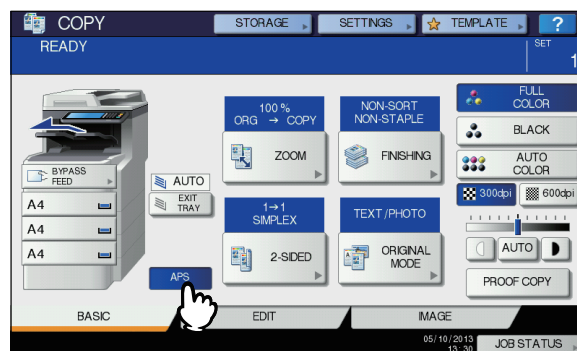 COPY
STORAGE
SETTINGS
TEMPLATE
?
READY
SET
1
100 %
ORG → COPY
NON-SORT
NON-STAPLE
FULL
COLOR
ZOOM
FINISHING
BLACK
BYPASS
FEED
AUTO
AUTO
COLOR
A4
EXIT
TRAY
300dpi
600dpi
A4
1→1
SIMPLEX
TEXT/PHOTO
A4
2-SIDED
ORIGINAL
MODE
AUTO
APS
PROOF COPY
BASIC
EDIT
IMAGE
05/10/2013
13:30
JOB STATUS